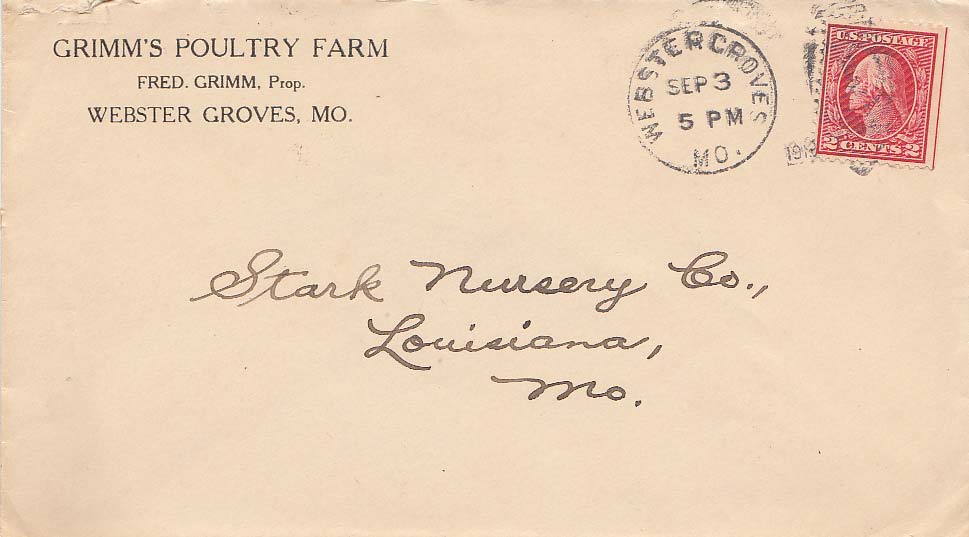 GRIMM'S POULTRY FARM
FRED. GRIMM, Prop.
WEBSTER GROVES, MO.
WEBSTER GROVES
SEP 3
5 PM
MO.
U.S. POSTAGE
2 CENTS 2
Stark Nursery Co.,
Louisiana,
Mo.